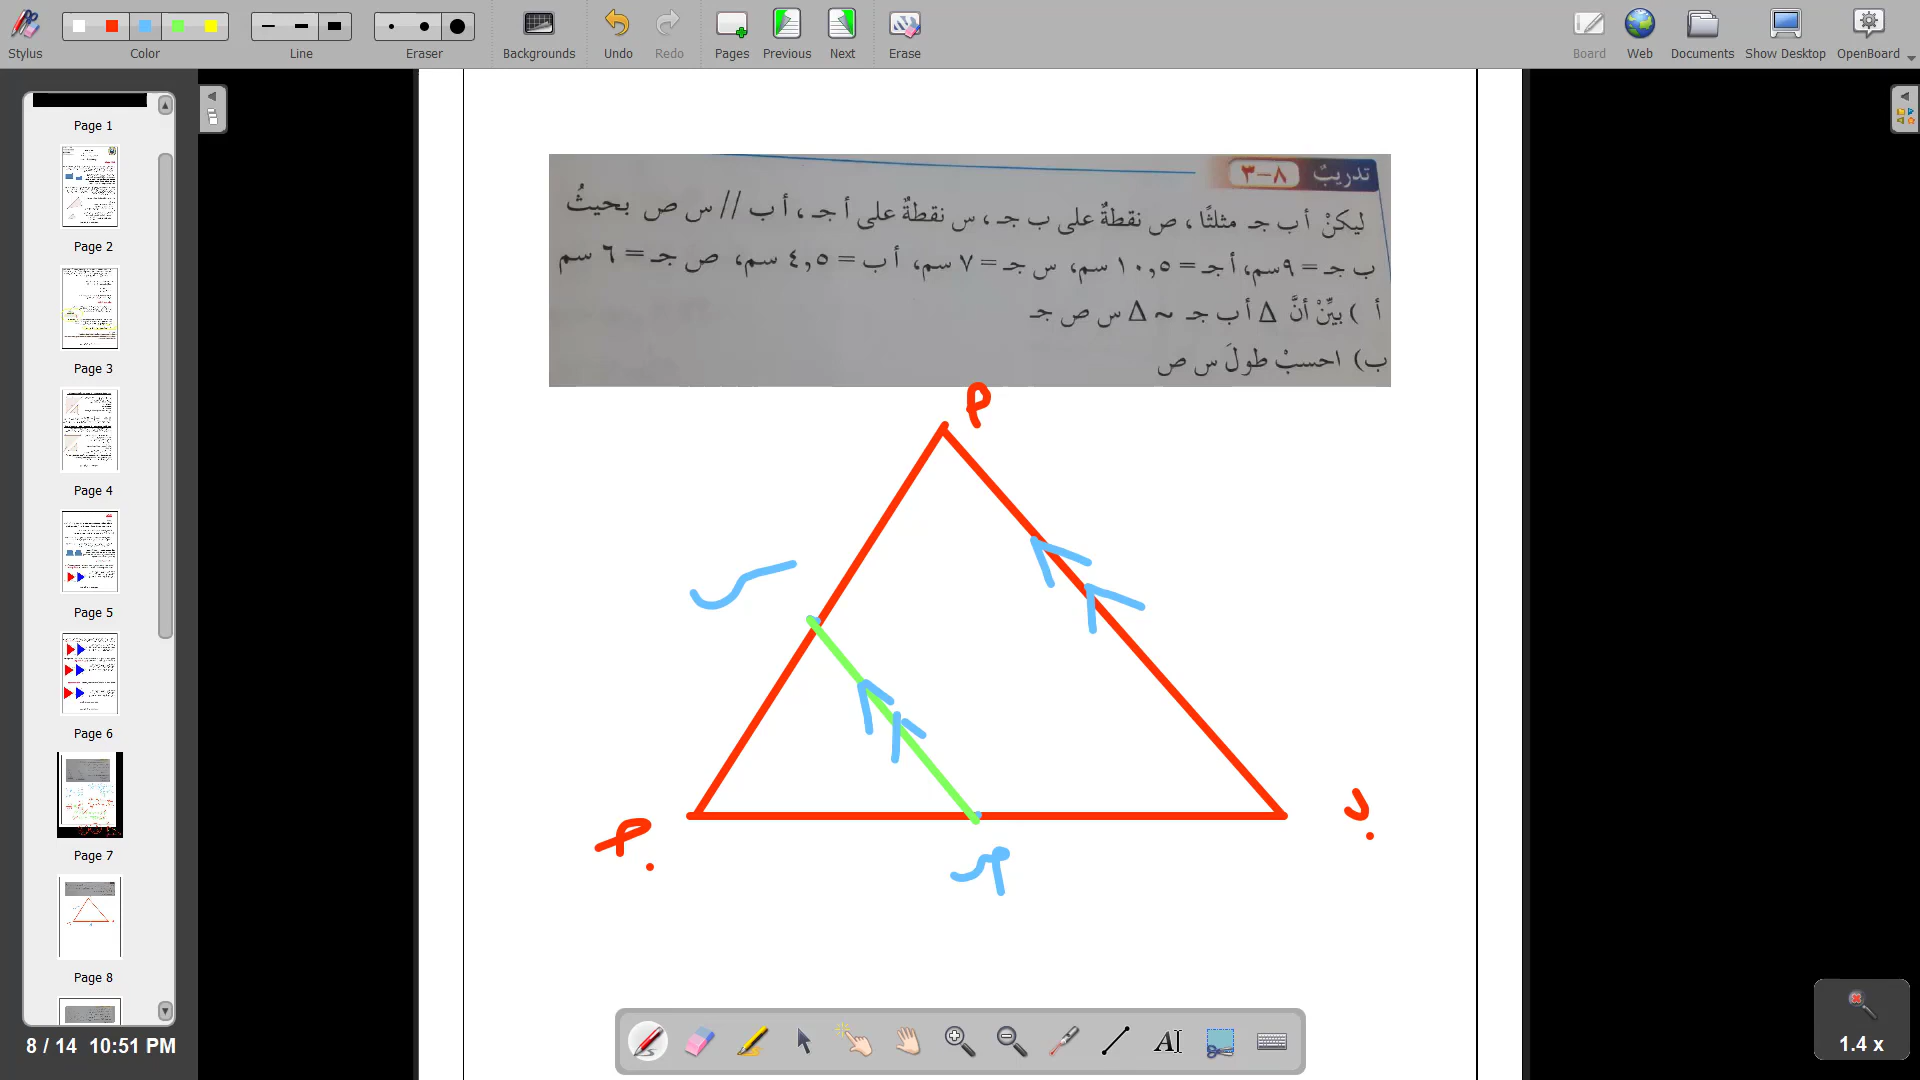 Stylus Color Line Eraser Backgrounds Undo Redo Pages Previous Next Erase Board Web Documents Show Desktop OpenBoard
Page 1
Page 2
Page 3
Page 4
Page 5
Page 6
Page 7
Page 8
8 / 14 10:51 PM
تدريبٌ ٨-٣
ليكنْ أ ب جـ مثلثًا ، ص نقطةٌ على ب جـ ، س نقطةٌ على أ جـ ، أ ب // س ص بحيثُ
ب جـ = ٩سم، أ جـ = ١٠,٥ سم، س جـ = ٧ سم، أ ب = ٤,٥ سم، ص جـ = ٦ سم
أ ) بيِّنْ أنَّ Δ أ ب جـ ~ Δ س ص جـ
ب) احسبْ طولَ س ص
م
س
ب
جـ
ص
1.4 x
AI